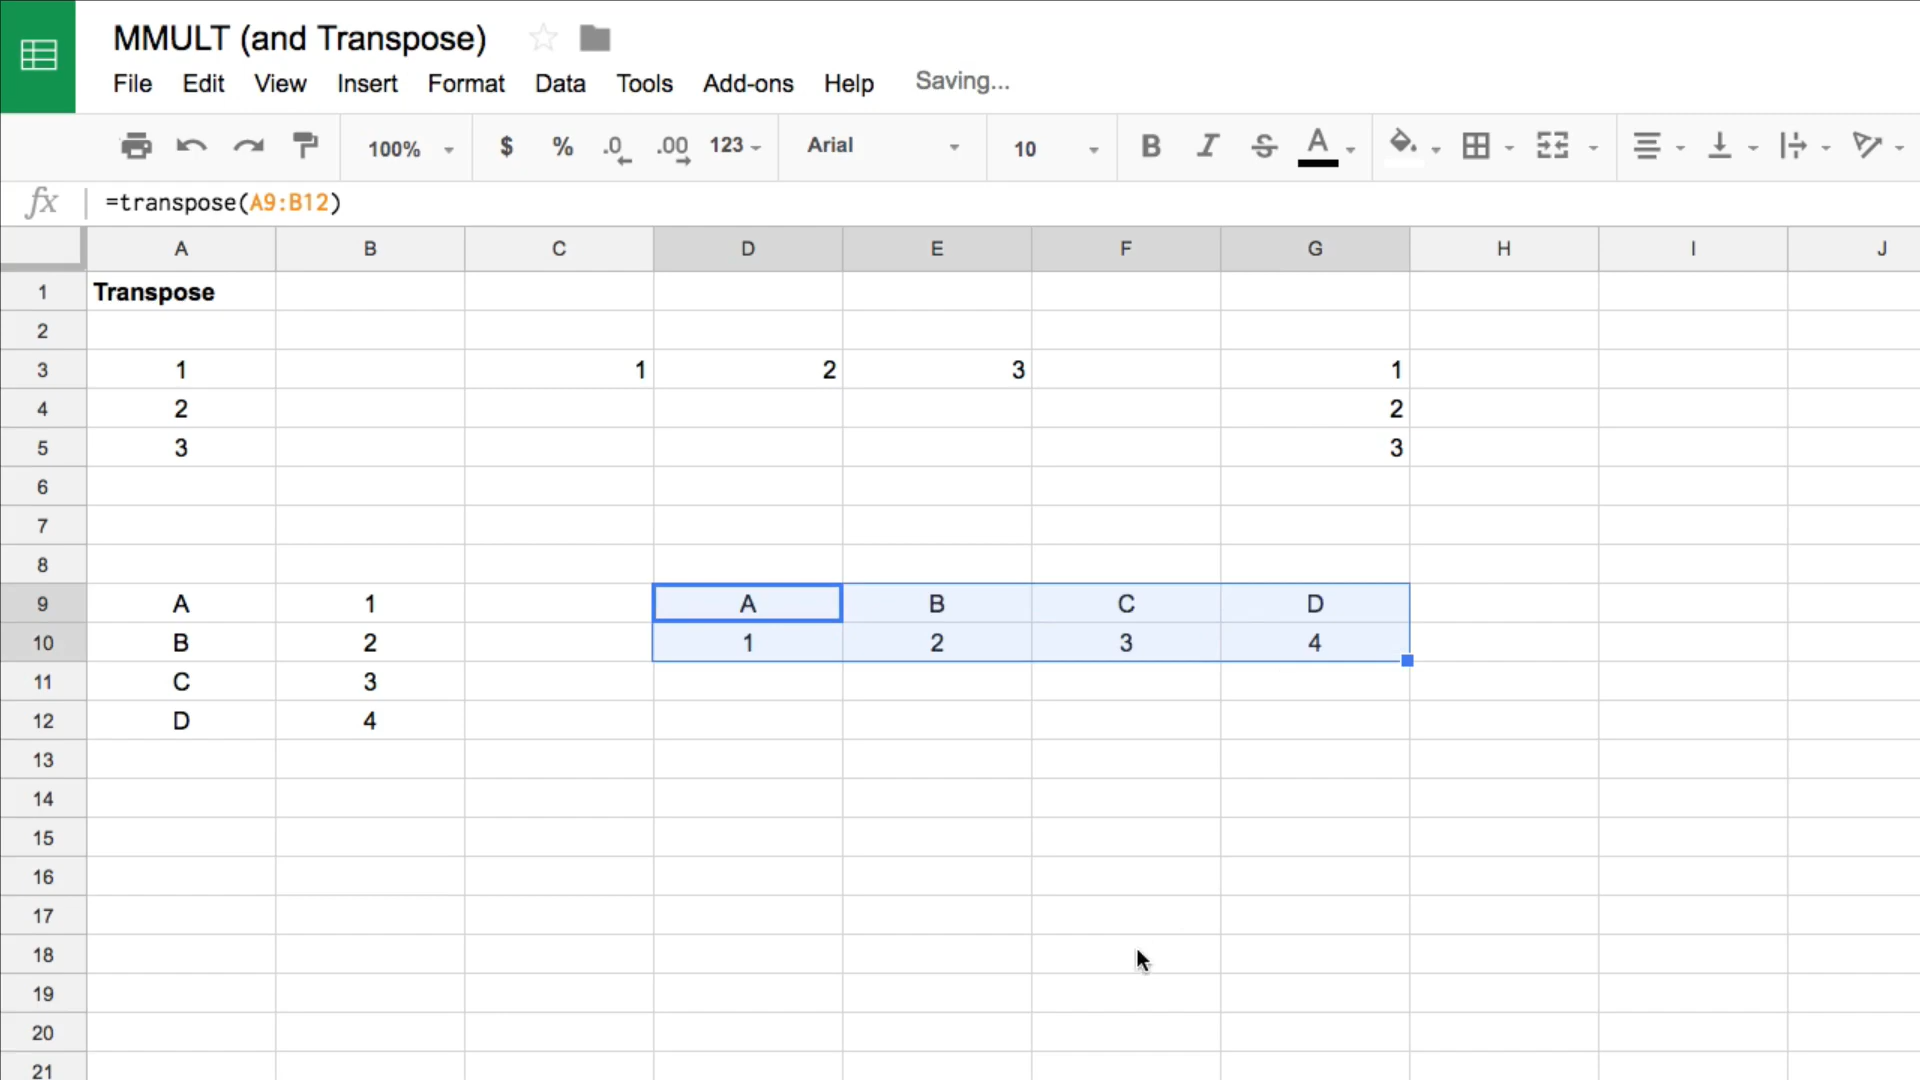 MMULT (and Transpose)
File Edit View Insert Format Data Tools Add-ons Help Saving...
100% $ % .0 .00 123 Arial 10 B I S A
fx =transpose(A9:B12)
A B C D E F G H I J
1 Transpose
2
3 1 1 2 3 1
4 2 2
5 3 3
6
7
8
9 A 1 A B C D
10 B 2 1 2 3 4
11 C 3
12 D 4
13
14
15
16
17
18
19
20
21